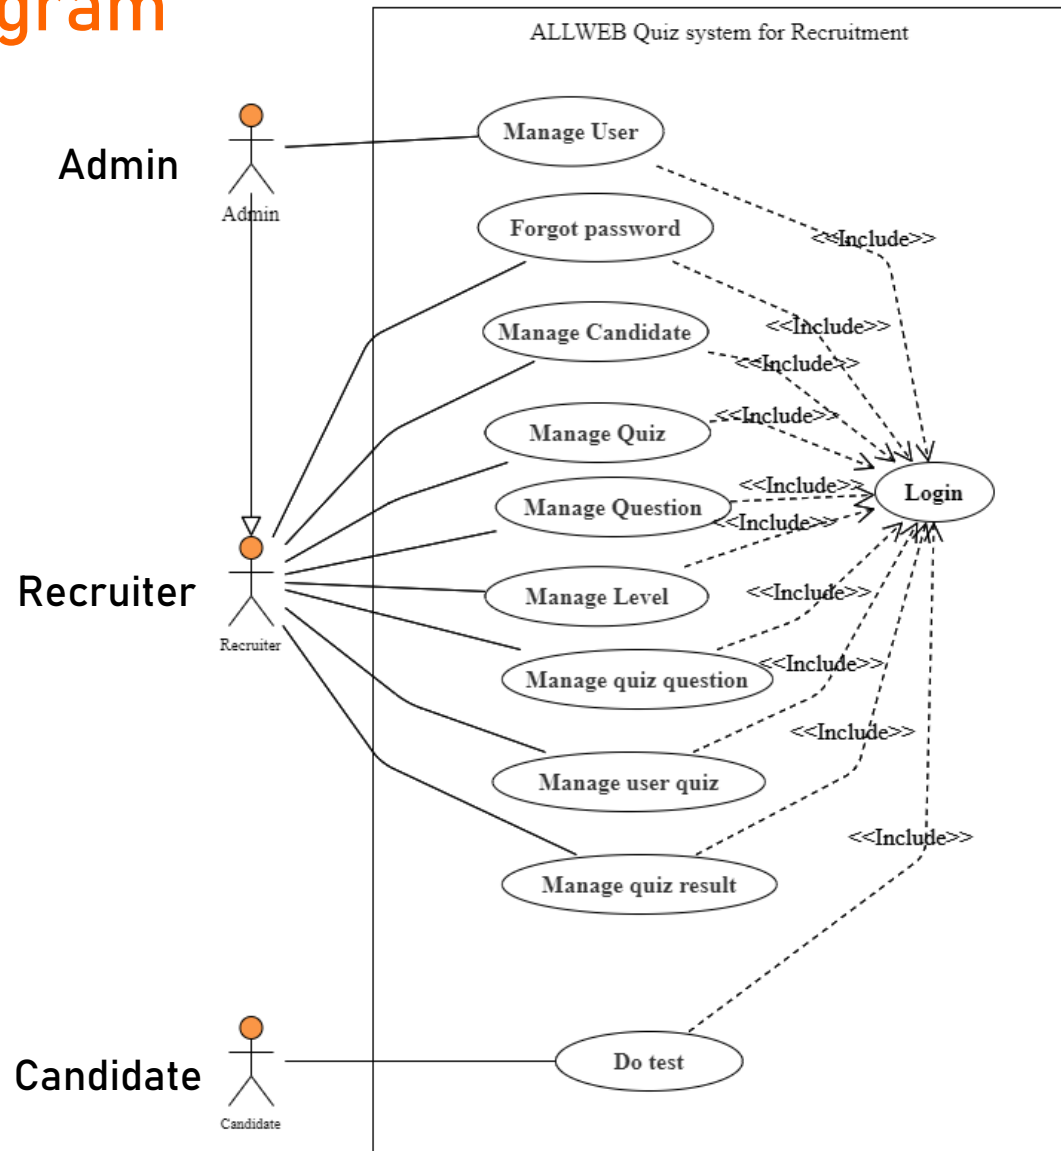 gram
ALLWEB Quiz system for Recruitment
Admin
Admin
Manage User
<<Include>>
Forgot password
<<Include>>
Manage Candidate
<<Include>>
Manage Quiz
<<Include>>
Manage Question
<<Include>>
Login
<<Include>>
Recruiter
Recruiter
Manage Level
<<Include>>
Manage quiz question
<<Include>>
Manage user quiz
<<Include>>
Manage quiz result
<<Include>>
Candidate
Candidate
Do test